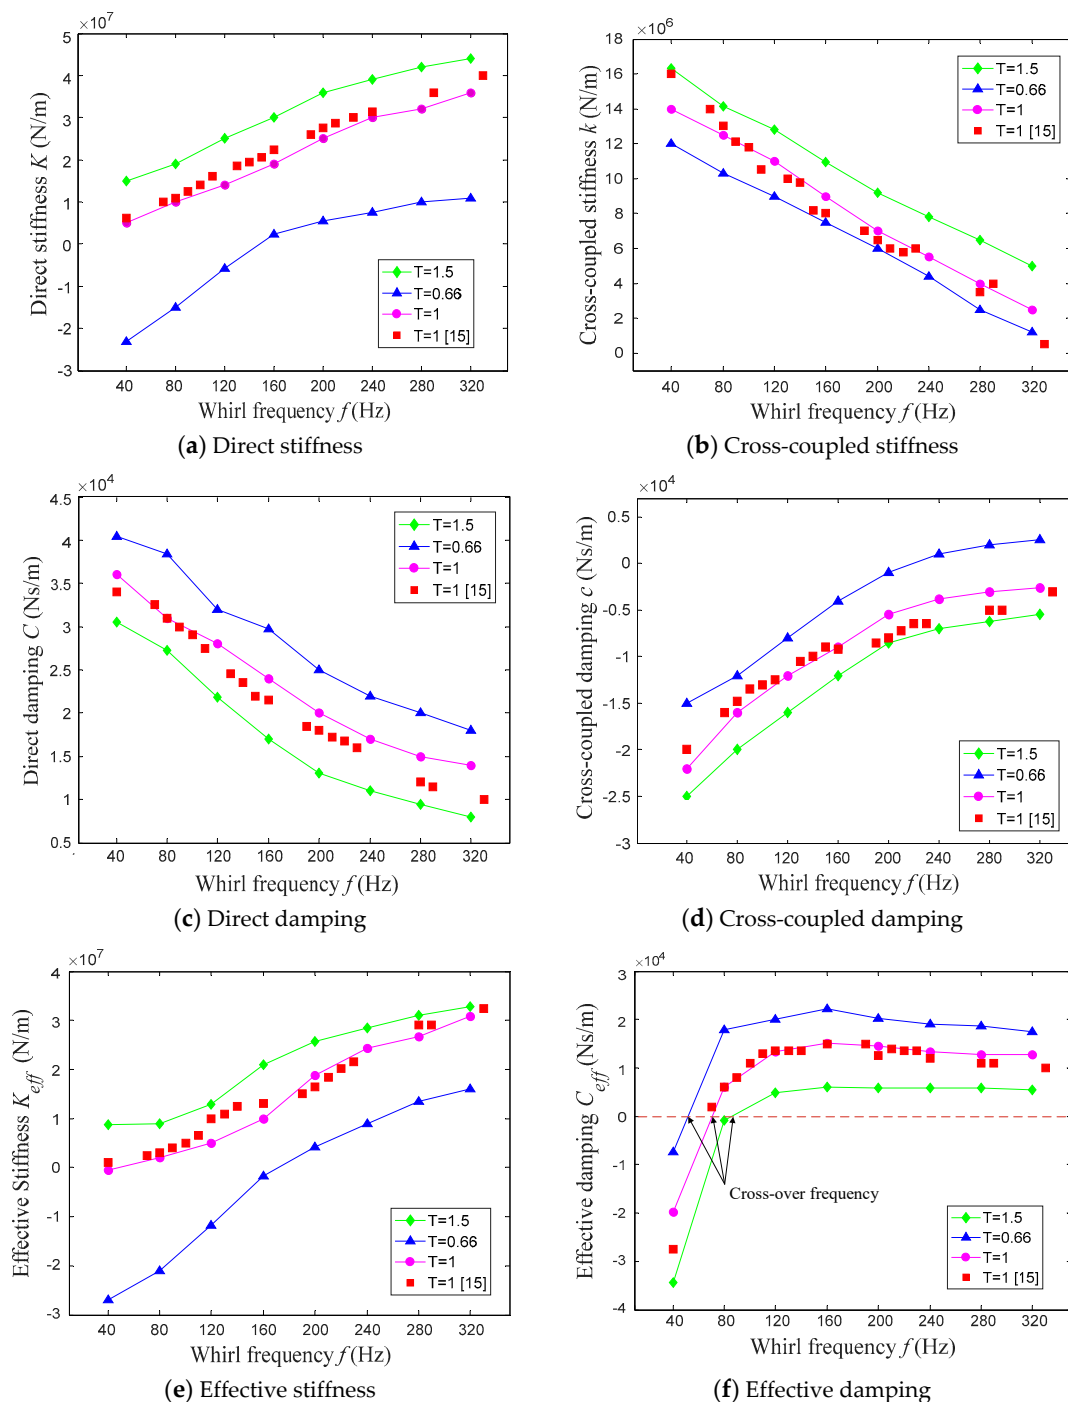 ×10⁷
5
4
3
2
1
0
-1
-2
-3
40 80 120 160 200 240 280 320
Direct stiffness K (N/m)
Whirl frequency f (Hz)
T=1.5
T=0.66
T=1
T=1 [15]
(a) Direct stiffness
×10⁶
18
16
14
12
10
8
6
4
2
0
40 80 120 160 200 240 280 320
Cross-coupled stiffness k (N/m)
Whirl frequency f (Hz)
T=1.5
T=0.66
T=1
T=1 [15]
(b) Cross-coupled stiffness
×10⁴
4.5
4
3.5
3
2.5
2
1.5
1
0.5
40 80 120 160 200 240 280 320
Direct damping C (Ns/m)
Whirl frequency f (Hz)
T=1.5
T=0.66
T=1
T=1 [15]
(c) Direct damping
×10⁴
0.5
0
-0.5
-1
-1.5
-2
-2.5
-3
40 80 120 160 200 240 280 320
Cross-coupled damping c (Ns/m)
Whirl frequency f (Hz)
T=1.5
T=0.66
T=1
T=1 [15]
(d) Cross-coupled damping
×10⁷
4
3
2
1
0
-1
-2
-3
40 80 120 160 200 240 280 320
Effective Stiffness K_eff (N/m)
Whirl frequency f (Hz)
T=1.5
T=0.66
T=1
T=1 [15]
(e) Effective stiffness
×10⁴
3
2
1
0
-1
-2
-3
-4
40 80 120 160 200 240 280 320
Effective damping C_eff (Ns/m)
Whirl frequency f (Hz)
Cross-over frequency
T=1.5
T=0.66
T=1
T=1 [15]
(f) Effective damping